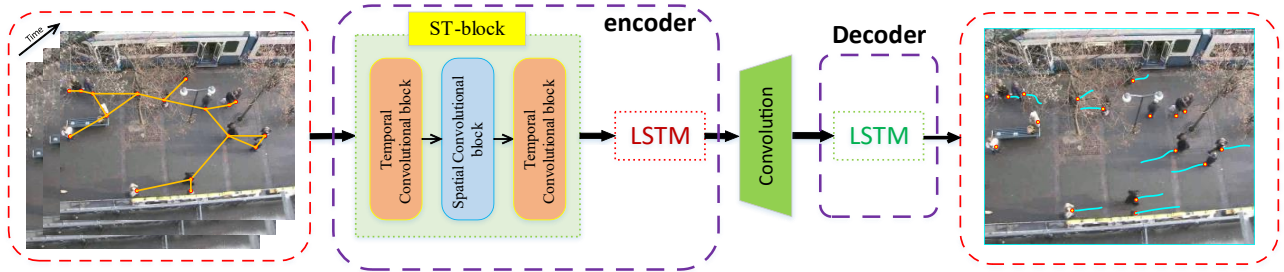 Time
ST-block
encoder
Temporal
Convolutional block
Spatial Convolutional
block
Temporal
Convolutional block
LSTM
Convolution
Decoder
LSTM